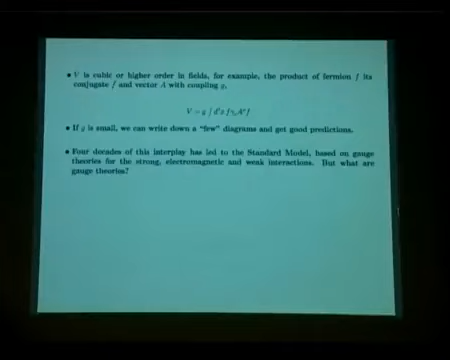 • V is cubic or higher order in fields, for example, the product of fermion f its
conjugate f̄ and vector A with coupling g,
V = g ∫
• If g is small, we can write down a "few" diagrams and get good predictions.
• Four decades of this interplay has led to the Standard Model, based on gauge
theories for the strong, electromagnetic and weak interactions. But what are
gauge theories?